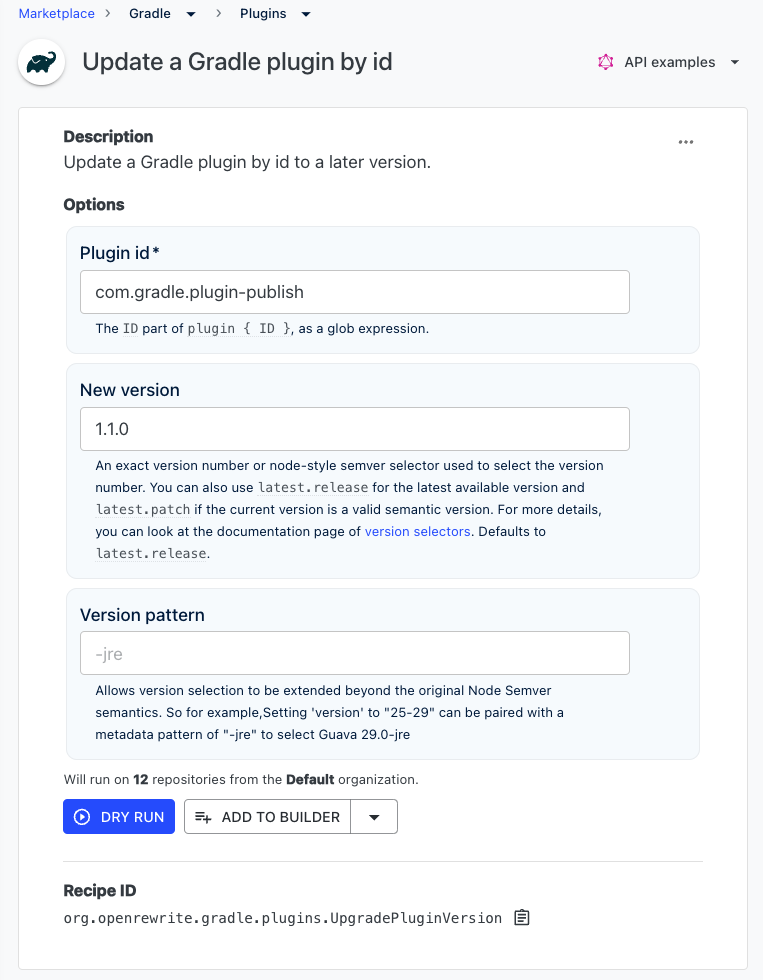 Marketplace > Gradle > Plugins
Update a Gradle plugin by id
API examples
Description
Update a Gradle plugin by id to a later version.
Options
Plugin id*
com.gradle.plugin-publish
The ID part of plugin { ID }, as a glob expression.
New version
1.1.0
An exact version number or node-style semver selector used to select the version
number. You can also use latest.release for the latest available version and
latest.patch if the current version is a valid semantic version. For more details,
you can look at the documentation page of version selectors. Defaults to
latest.release.
Version pattern
-jre
Allows version selection to be extended beyond the original Node Semver
semantics. So for example,Setting 'version' to "25-29" can be paired with a
metadata pattern of "-jre" to select Guava 29.0-jre
Will run on 12 repositories from the Default organization.
DRY RUN
ADD TO BUILDER
Recipe ID
org.openrewrite.gradle.plugins.UpgradePluginVersion